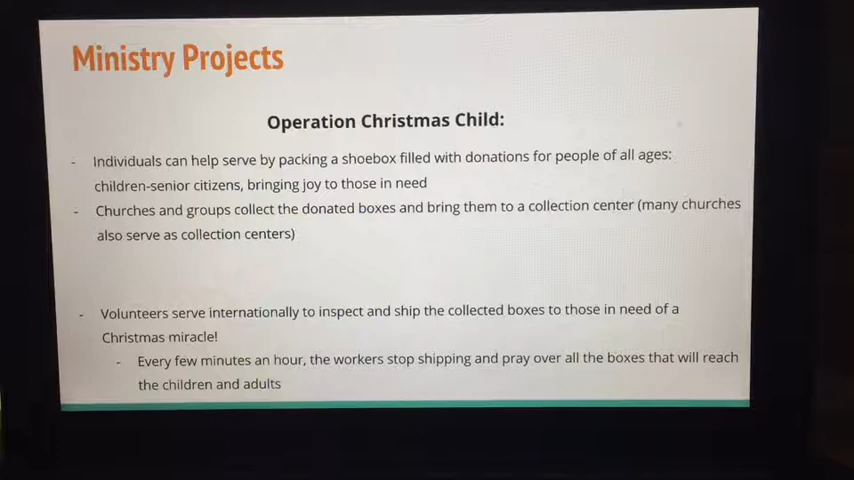 Ministry Projects
Operation Christmas Child:
- Individuals can help serve by packing a shoebox filled with donations for people of all ages:
children-senior citizens, bringing joy to those in need
- Churches and groups collect the donated boxes and bring them to a collection center (many churches
also serve as collection centers)
- Volunteers serve internationally to inspect and ship the collected boxes to those in need of a
Christmas miracle!
- Every few minutes an hour, the workers stop shipping and pray over all the boxes that will reach
the children and adults